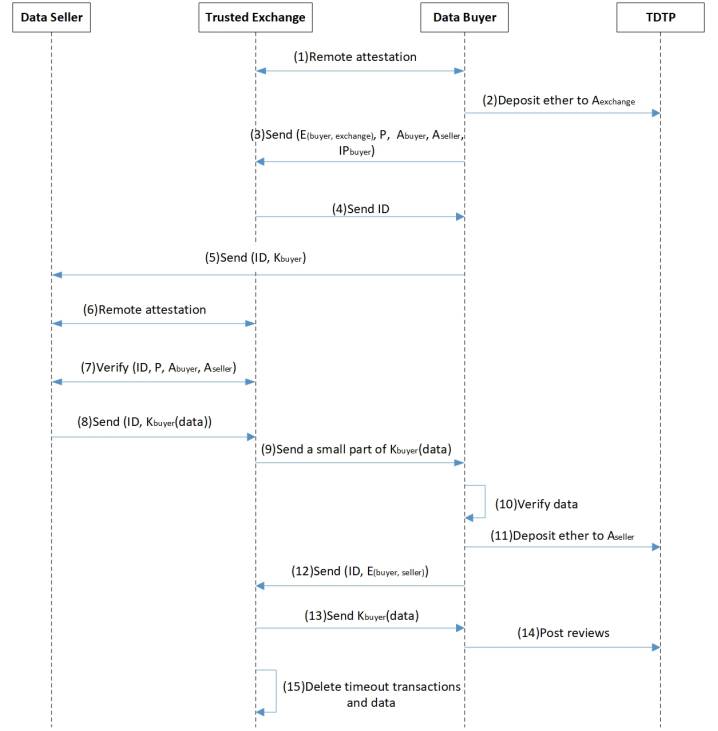 Data Seller
Trusted Exchange
Data Buyer
TDTP
(1)Remote attestation
(2)Deposit ether to Aexchange
(3)Send (E(buyer, exchange), P, Abuyer, Aseller,
IPbuyer)
(4)Send ID
(5)Send (ID, Kbuyer)
(6)Remote attestation
(7)Verify (ID, P, Abuyer, Aseller)
(8)Send (ID, Kbuyer(data))
(9)Send a small part of Kbuyer(data)
(10)Verify data
(11)Deposit ether to Aseller
(12)Send (ID, E(buyer, seller))
(13)Send Kbuyer(data)
(14)Post reviews
(15)Delete timeout transactions
and data